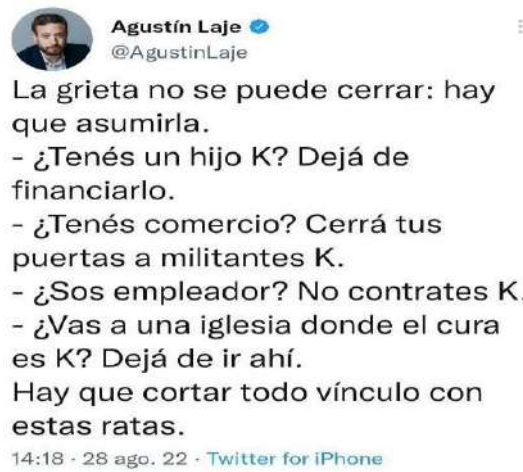 Agustín Laje
@AgustinLaje
La grieta no se puede cerrar: hay
que asumirla.
- ¿Tenés un hijo K? Dejá de
financiarlo.
- ¿Tenés comercio? Cerrá tus
puertas a militantes K.
- ¿Sos empleador? No contrates K.
- ¿Vas a una iglesia donde el cura
es K? Dejá de ir ahí.
Hay que cortar todo vínculo con
estas ratas.
14:18 · 28 ago. 22 · Twitter for iPhone